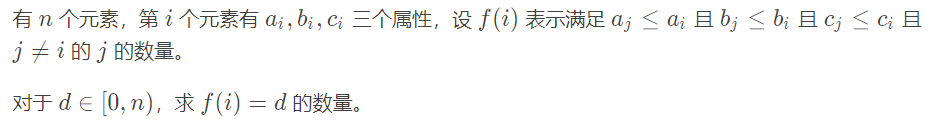 有 n 个元素，第 i 个元素有 a_i, b_i, c_i 三个属性，设 f(i) 表示满足 a_j ≤ a_i 且 b_j ≤ b_i 且 c_j ≤ c_i 且
j ≠ i 的 j 的数量。
对于 d ∈ [0, n)，求 f(i) = d 的数量。